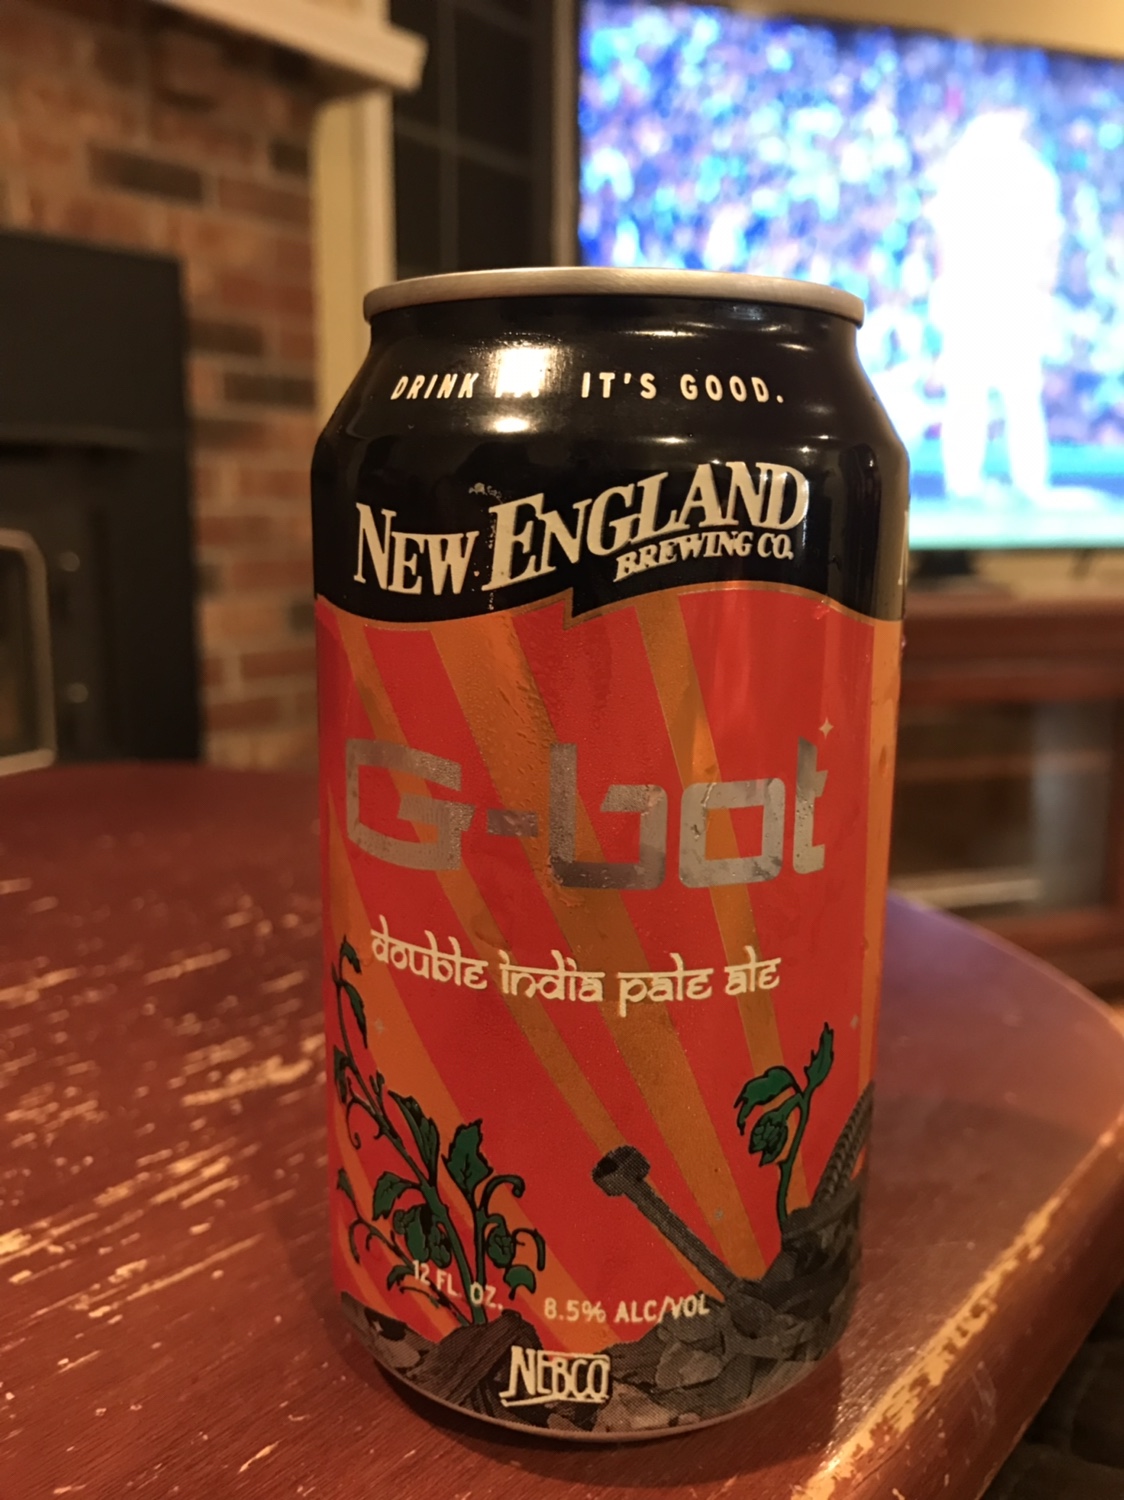 DRINK IT'S GOOD.
NEW ENGLAND
BREWING CO.
G-bot
double india pale ale
12 FL. OZ. 8.5% ALC/VOL
NEBCO